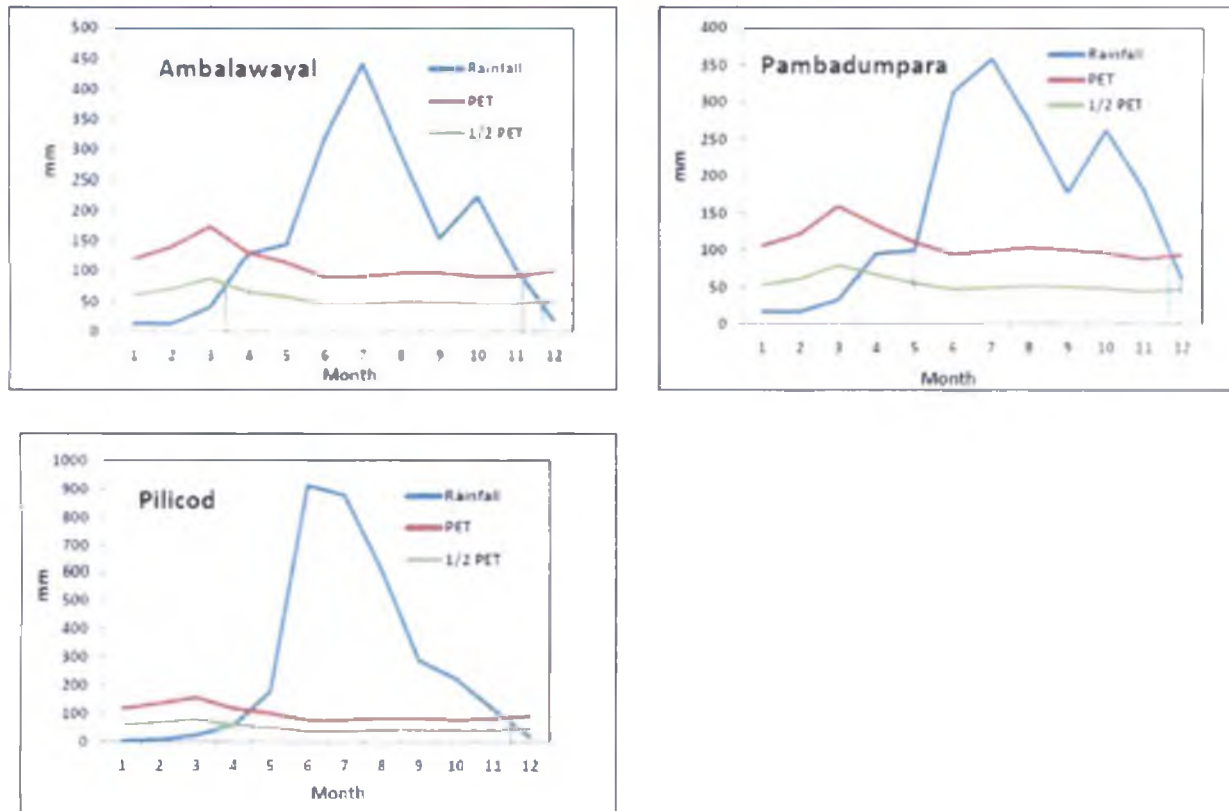 Ambalawayal
500
450
400
350
300
250
200
150
100
50
0
mm
Rainfall
PET
1/2 PET
1 2 3 4 5 6 7 8 9 10 11 12
Month
Pambadumpara
400
350
300
250
200
150
100
50
0
mm
Rainfall
PET
1/2 PET
1 2 3 4 5 6 7 8 9 10 11 12
Month
Pilicod
1000
900
800
700
600
500
400
300
200
100
0
mm
Rainfall
PET
1/2 PET
1 2 3 4 5 6 7 8 9 10 11 12
Month